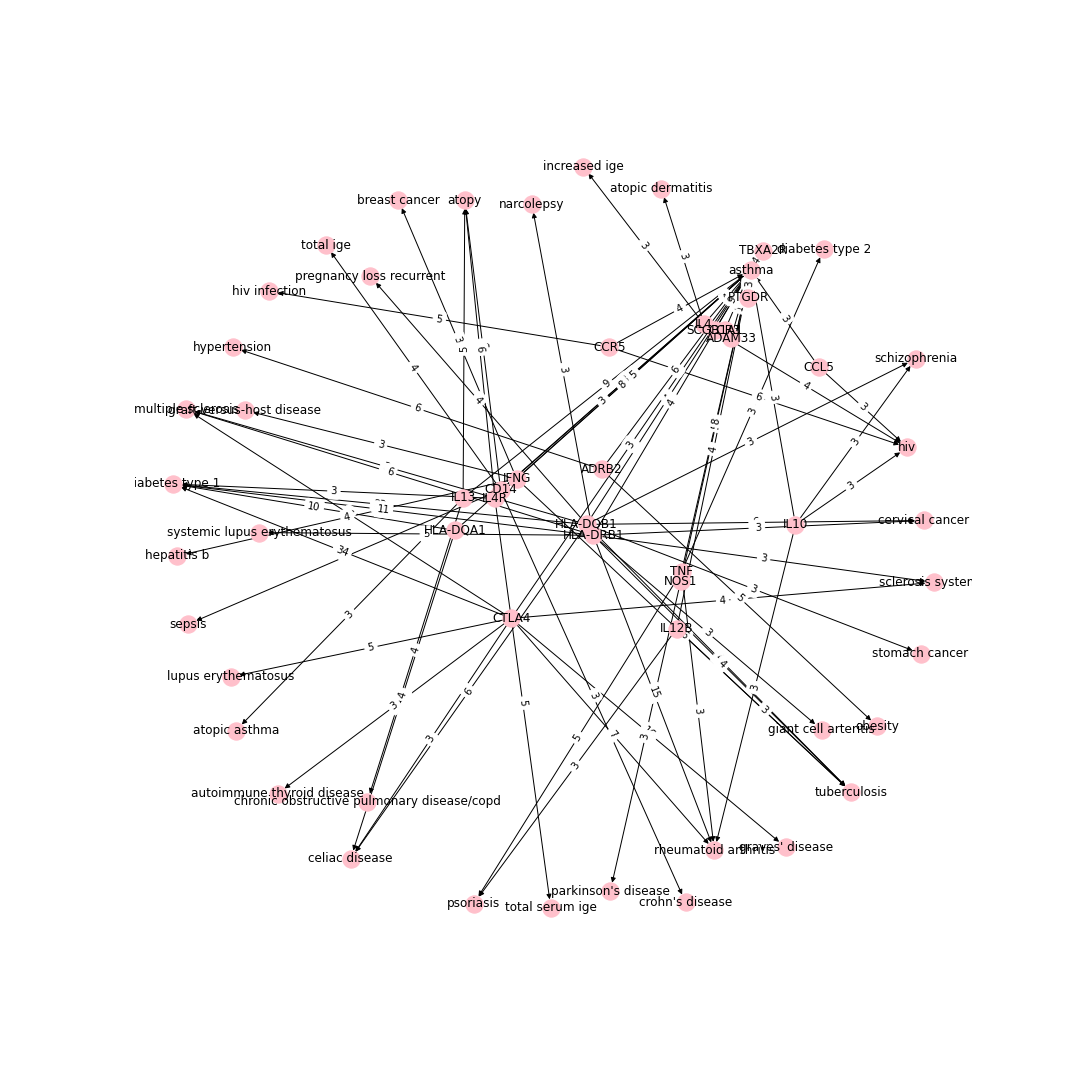 increased ige
atopic dermatitis
breast cancer
atopy
narcolepsy
total ige
TBXA2R
diabetes type 2
asthma
pregnancy loss recurrent
hiv infection
PTGDR
IL4
ADAM33
hypertension
CCR5
schizophrenia
CCL5
multiple sclerosis
graft-versus-host disease
hiv
ADRB2
IFNG
iabetes type 1
CD14
IL13
IL4R
HLA-DQB1
IL10
cervical cancer
systemic lupus erythematosus
HLA-DQA1
HLA-DRB1
hepatitis b
TNF
NOS1
sclerosis syster
CTLA4
sepsis
IL12B
stomach cancer
lupus erythematosus
atopic asthma
giant cell arteritis
obesity
autoimmune thyroid disease
chronic obstructive pulmonary disease/copd
tuberculosis
celiac disease
rheumatoid arthritis
graves' disease
psoriasis
total serum ige
parkinson's disease
crohn's disease
3
3
5
4
3
5
6
4
3
4
3
6
3
9
8
5
3
6
4
3
3
4
6
3
3
3
6
3
10
11
4
34
3
5
4
3
4
3
6
5
7
3
15
3
5
3
3
3
4
3
3
3
5
3
4
3
3
8
4